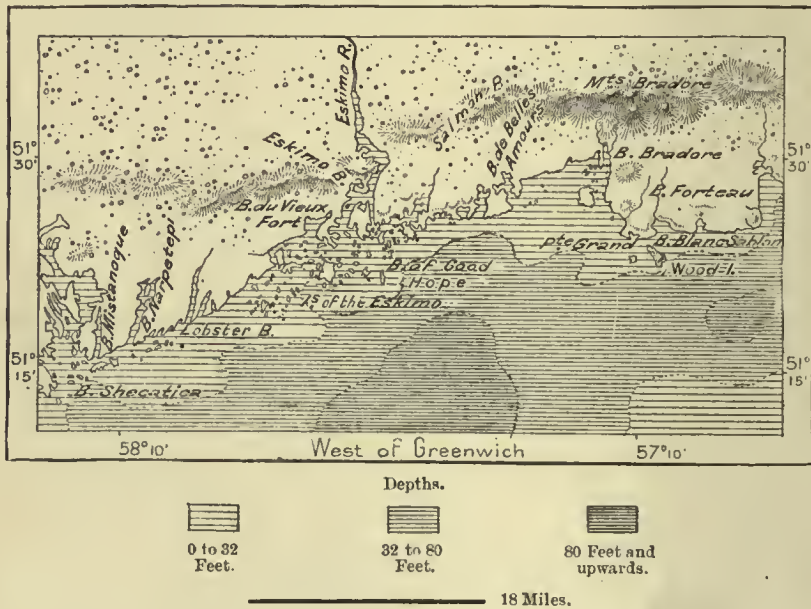 Eskimo R.
Salmon R.
Mts. Bradore
B. de Belles
Amours
51°
30'
Eskimo
B.
51°
30'
B. Bradore
B. Forteau
B. du Vieux
Fort
B. Mistanoque
B. Narpetepi
Pte Grand
B. Blanc Sablon
Wood I.
B. of Good
Hope
Is of the Eskimo
Lobster B.
51°
15'
51°
15'
B. Shecatica
58°10'
West of Greenwich
57°10'
Depths.
0 to 32
Feet.
32 to 80
Feet.
80 Feet and
upwards.
18 Miles.